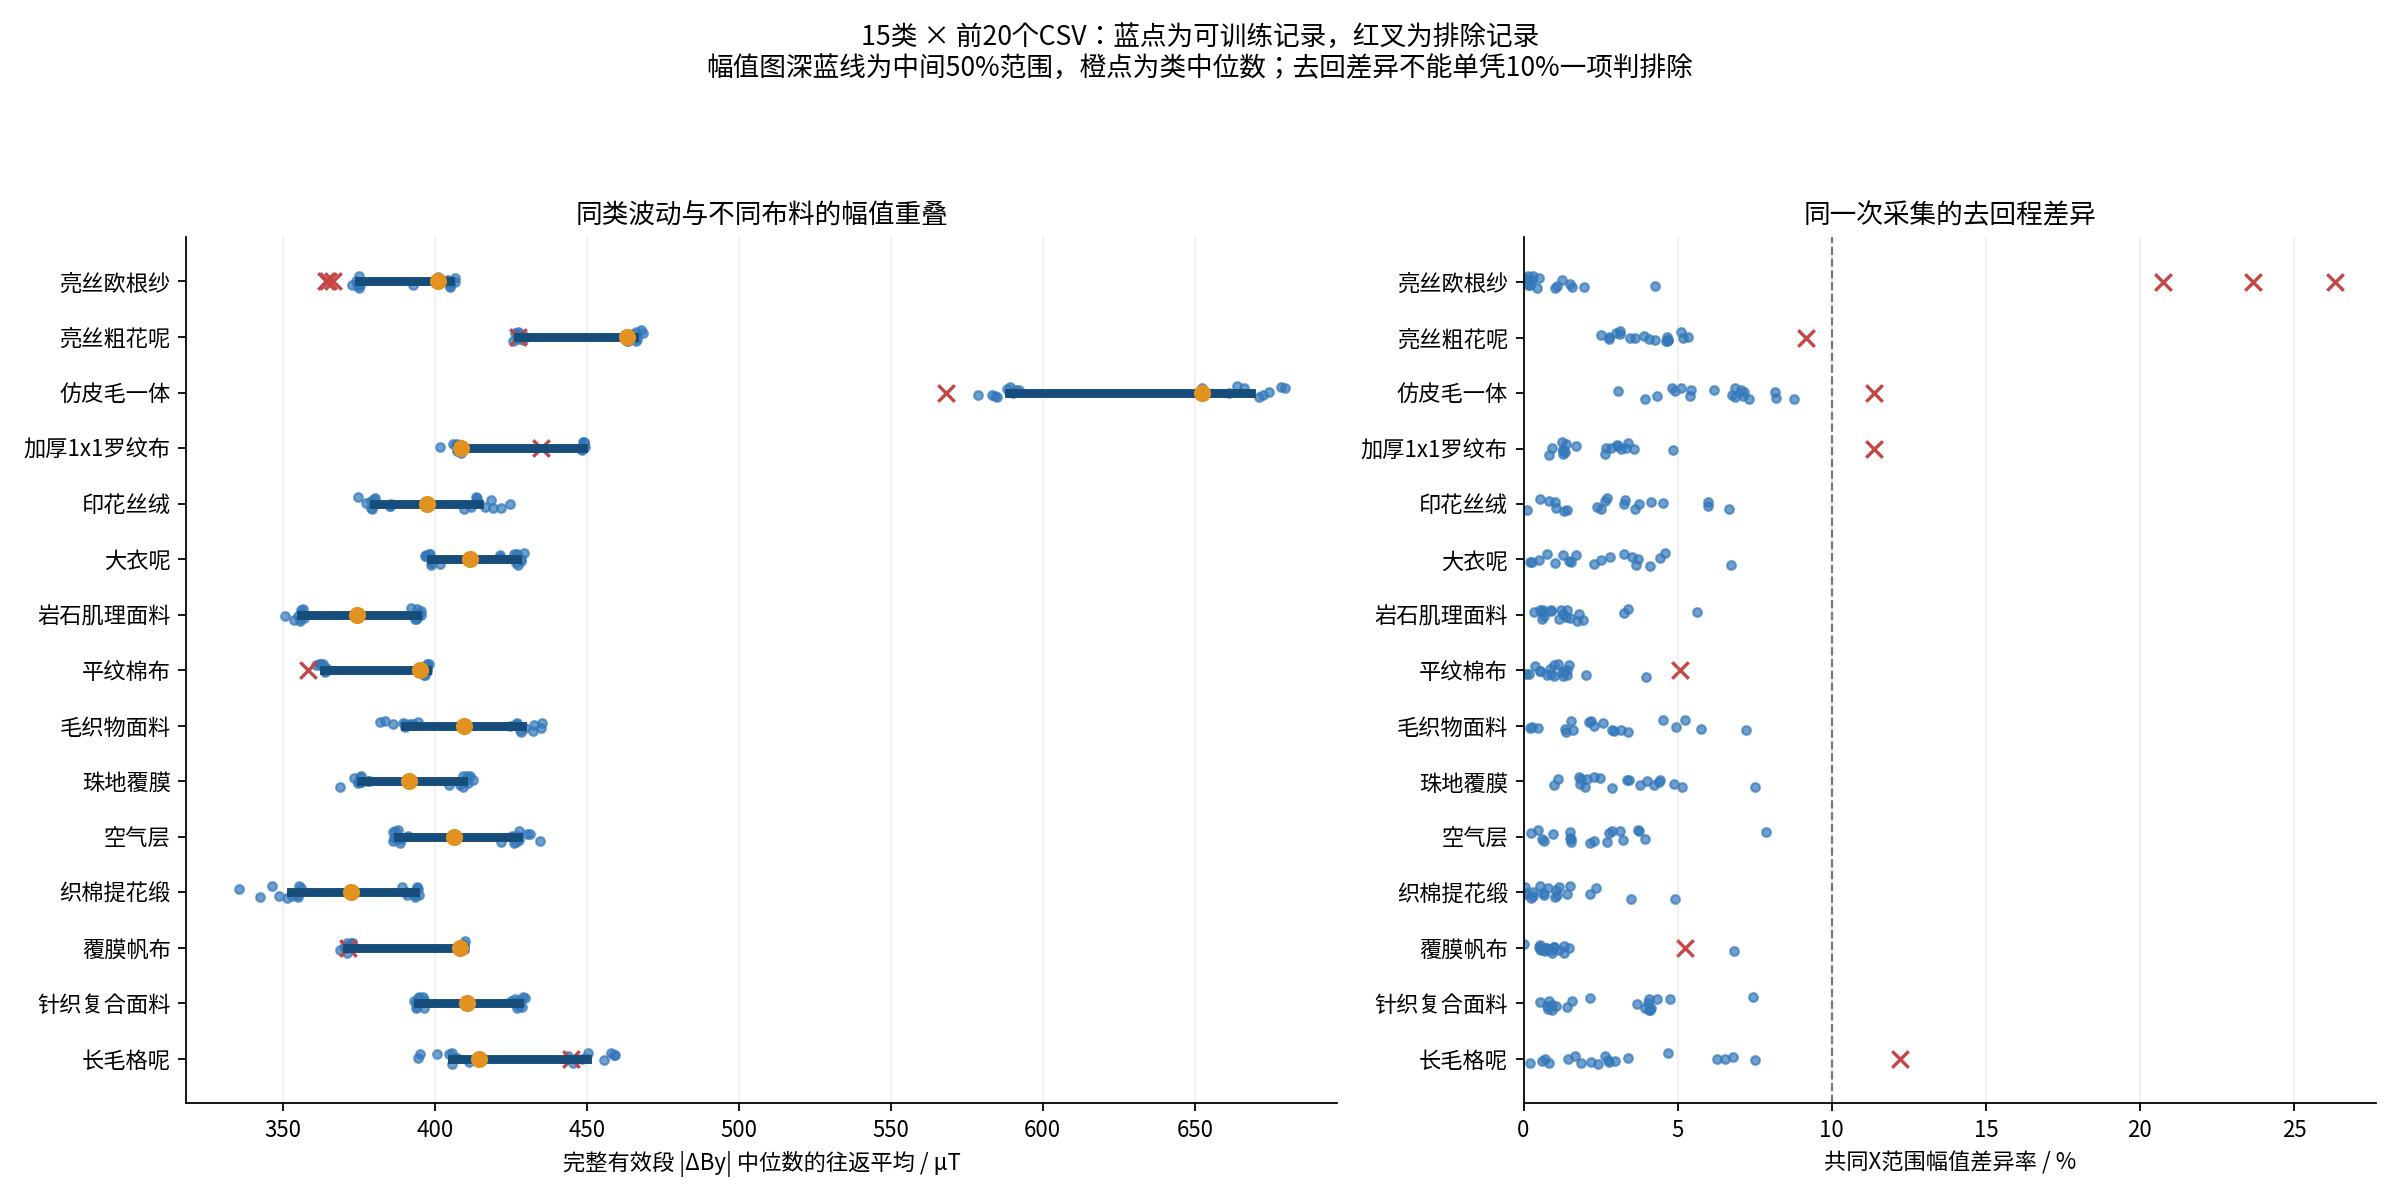 15类 × 前20个CSV：蓝点为可训练记录，红叉为排除记录
幅值图深蓝线为中间50%范围，橙点为类中位数；去回差异不能单凭10%一项判排除
同类波动与不同布料的幅值重叠
亮丝欧根纱
亮丝粗花呢
仿皮毛一体
加厚1x1罗纹布
印花丝绒
大衣呢
岩石肌理面料
平纹棉布
毛织物面料
珠地覆膜
空气层
织棉提花缎
覆膜帆布
针织复合面料
长毛格呢
350 400 450 500 550 600 650
完整有效段 |ΔBy| 中位数的往返平均 / μT
同一次采集的去回程差异
亮丝欧根纱
亮丝粗花呢
仿皮毛一体
加厚1x1罗纹布
印花丝绒
大衣呢
岩石肌理面料
平纹棉布
毛织物面料
珠地覆膜
空气层
织棉提花缎
覆膜帆布
针织复合面料
长毛格呢
0 5 10 15 20 25
共同X范围幅值差异率 / %